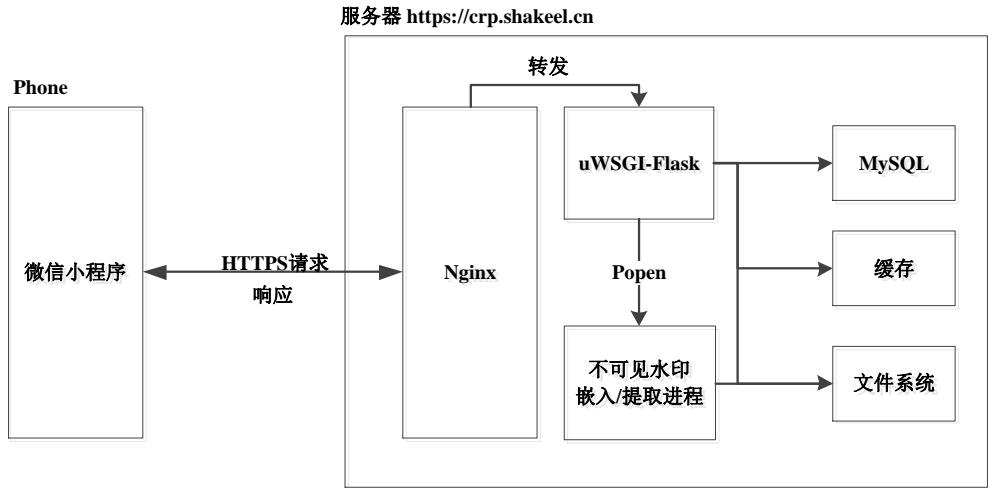 服务器 https://crp.shakeel.cn
Phone
转发
uWSGI-Flask
MySQL
微信小程序
HTTPS请求
响应
Nginx
Popen
缓存
不可见水印
嵌入/提取进程
文件系统